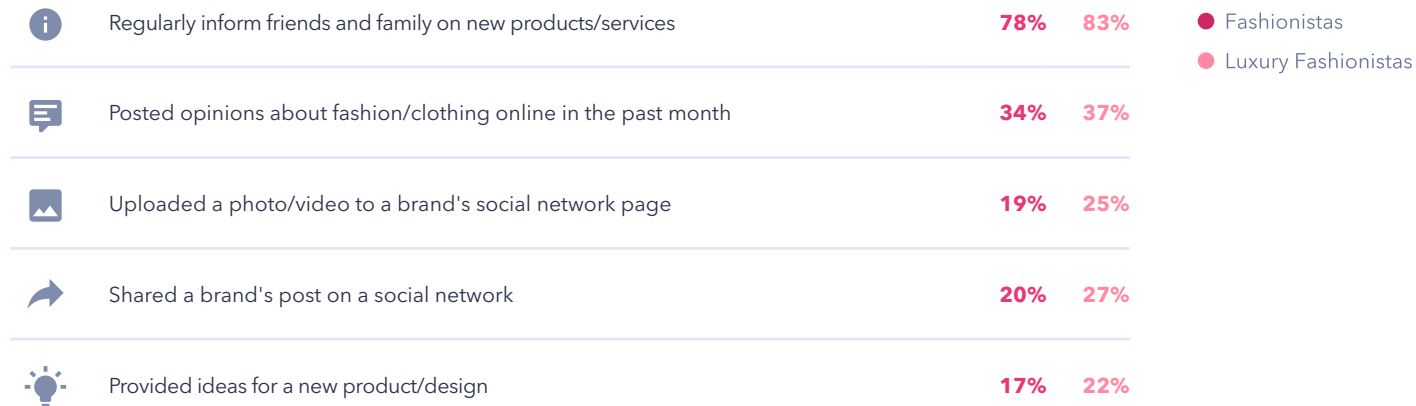 Regularly inform friends and family on new products/services 78% 83%
Fashionistas
Luxury Fashionistas
Posted opinions about fashion/clothing online in the past month 34% 37%
Uploaded a photo/video to a brand's social network page 19% 25%
Shared a brand's post on a social network 20% 27%
Provided ideas for a new product/design 17% 22%